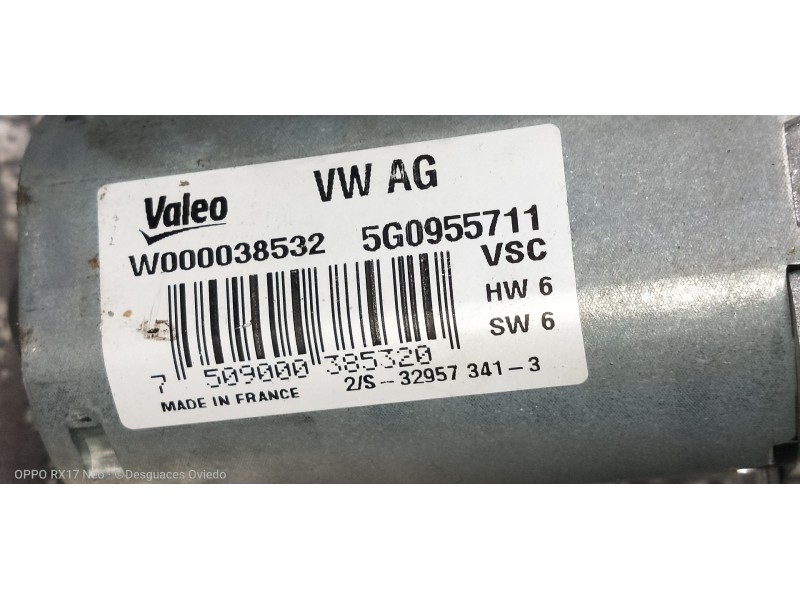 Valeo
VW AG
W000038532
5G0955711
VSC
HW 6
SW 6
7 509000 385320
2/S - 32957 341 - 3
MADE IN FRANCE
OPPO RX17 Neo · ©Desguaces Oviedo